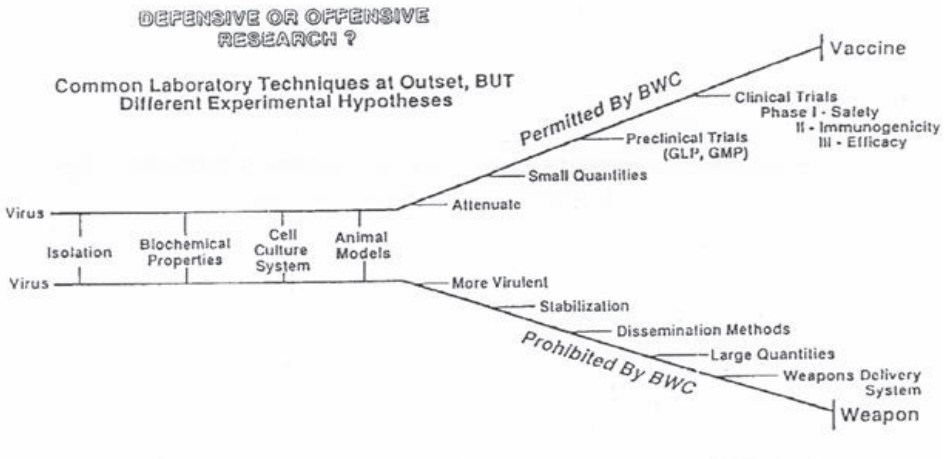 DEFENSIVE OR OFFENSIVE
RESEARCH ?
Common Laboratory Techniques at Outset, BUT
Different Experimental Hypotheses
Vaccine
Permitted By BWC
Clinical Trials
Phase I - Safety
II - Immunogenicity
III - Efficacy
Preclinical Trials
(GLP, GMP)
Small Quantities
Attenuate
Virus
Isolation
Biochemical
Properties
Cell
Culture
System
Animal
Models
Virus
More Virulent
Stabilization
Dissemination Methods
Large Quantities
Weapons Delivery
System
Prohibited By BWC
Weapon